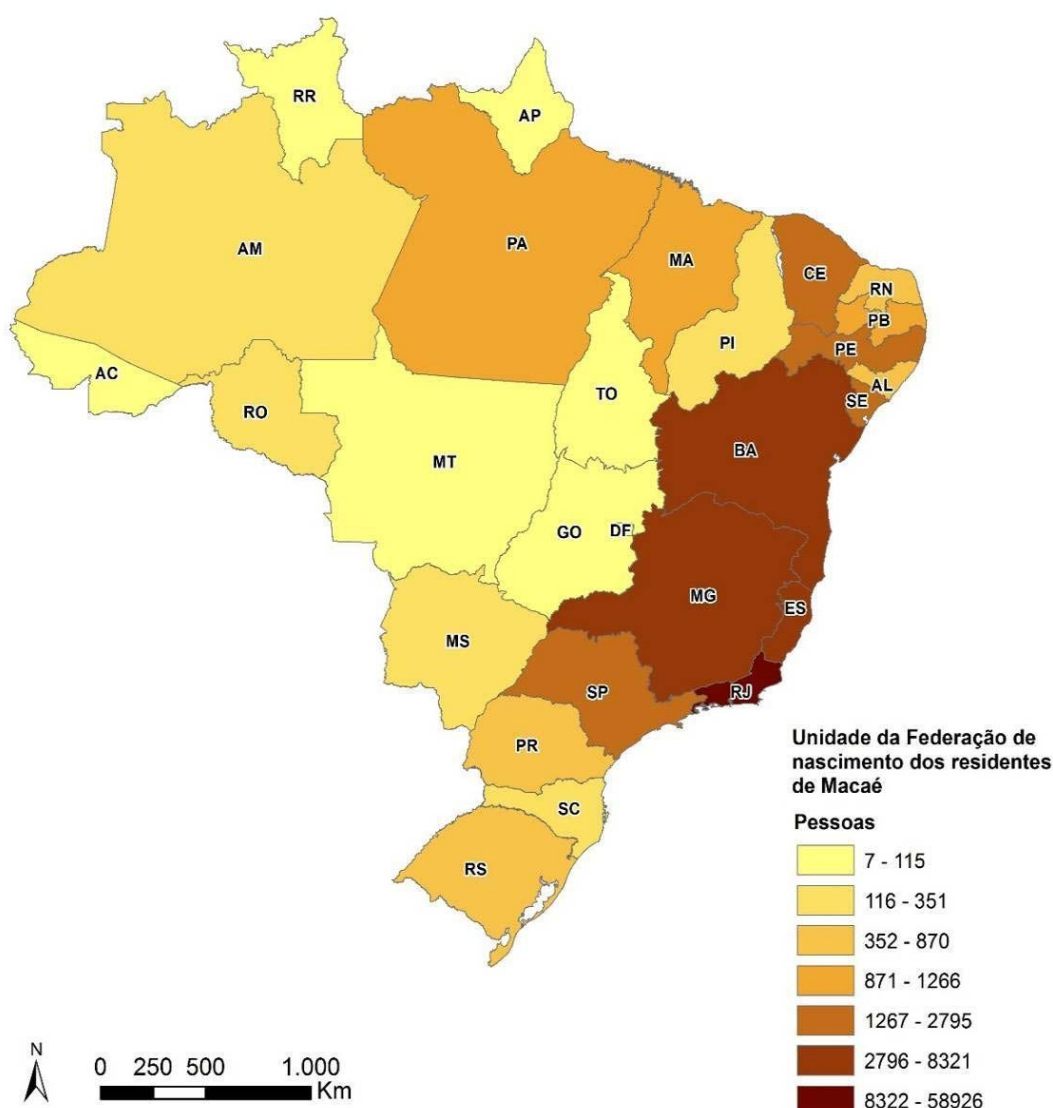 RR
AP
AM
PA
MA
CE
RN
PB
PI
PE
AL
SE
AC
TO
RO
BA
MT
GO
DF
MG
ES
MS
SP
RJ
PR
SC
RS
Unidade da Federação de
nascimento dos residentes
de Macaé
Pessoas
7 - 115
116 - 351
352 - 870
871 - 1266
1267 - 2795
2796 - 8321
8322 - 58926
N
0 250 500 1.000
Km